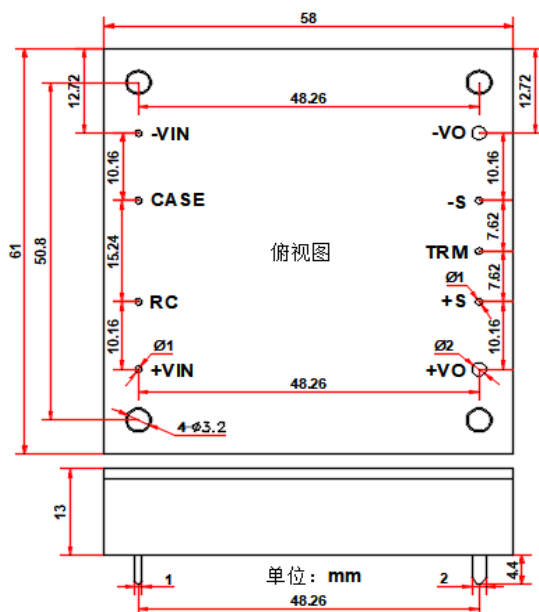 58
12.72
48.26
12.72
-VIN
-VO
10.16
10.16
CASE
-S
7.62
61
50.8
15.24
俯视图
TRM
7.62
Ø1
RC
+S
10.16
Ø1
Ø2
10.16
+VIN
+VO
48.26
4-Ø3.2
13
1
单位：mm
2
4.4
48.26